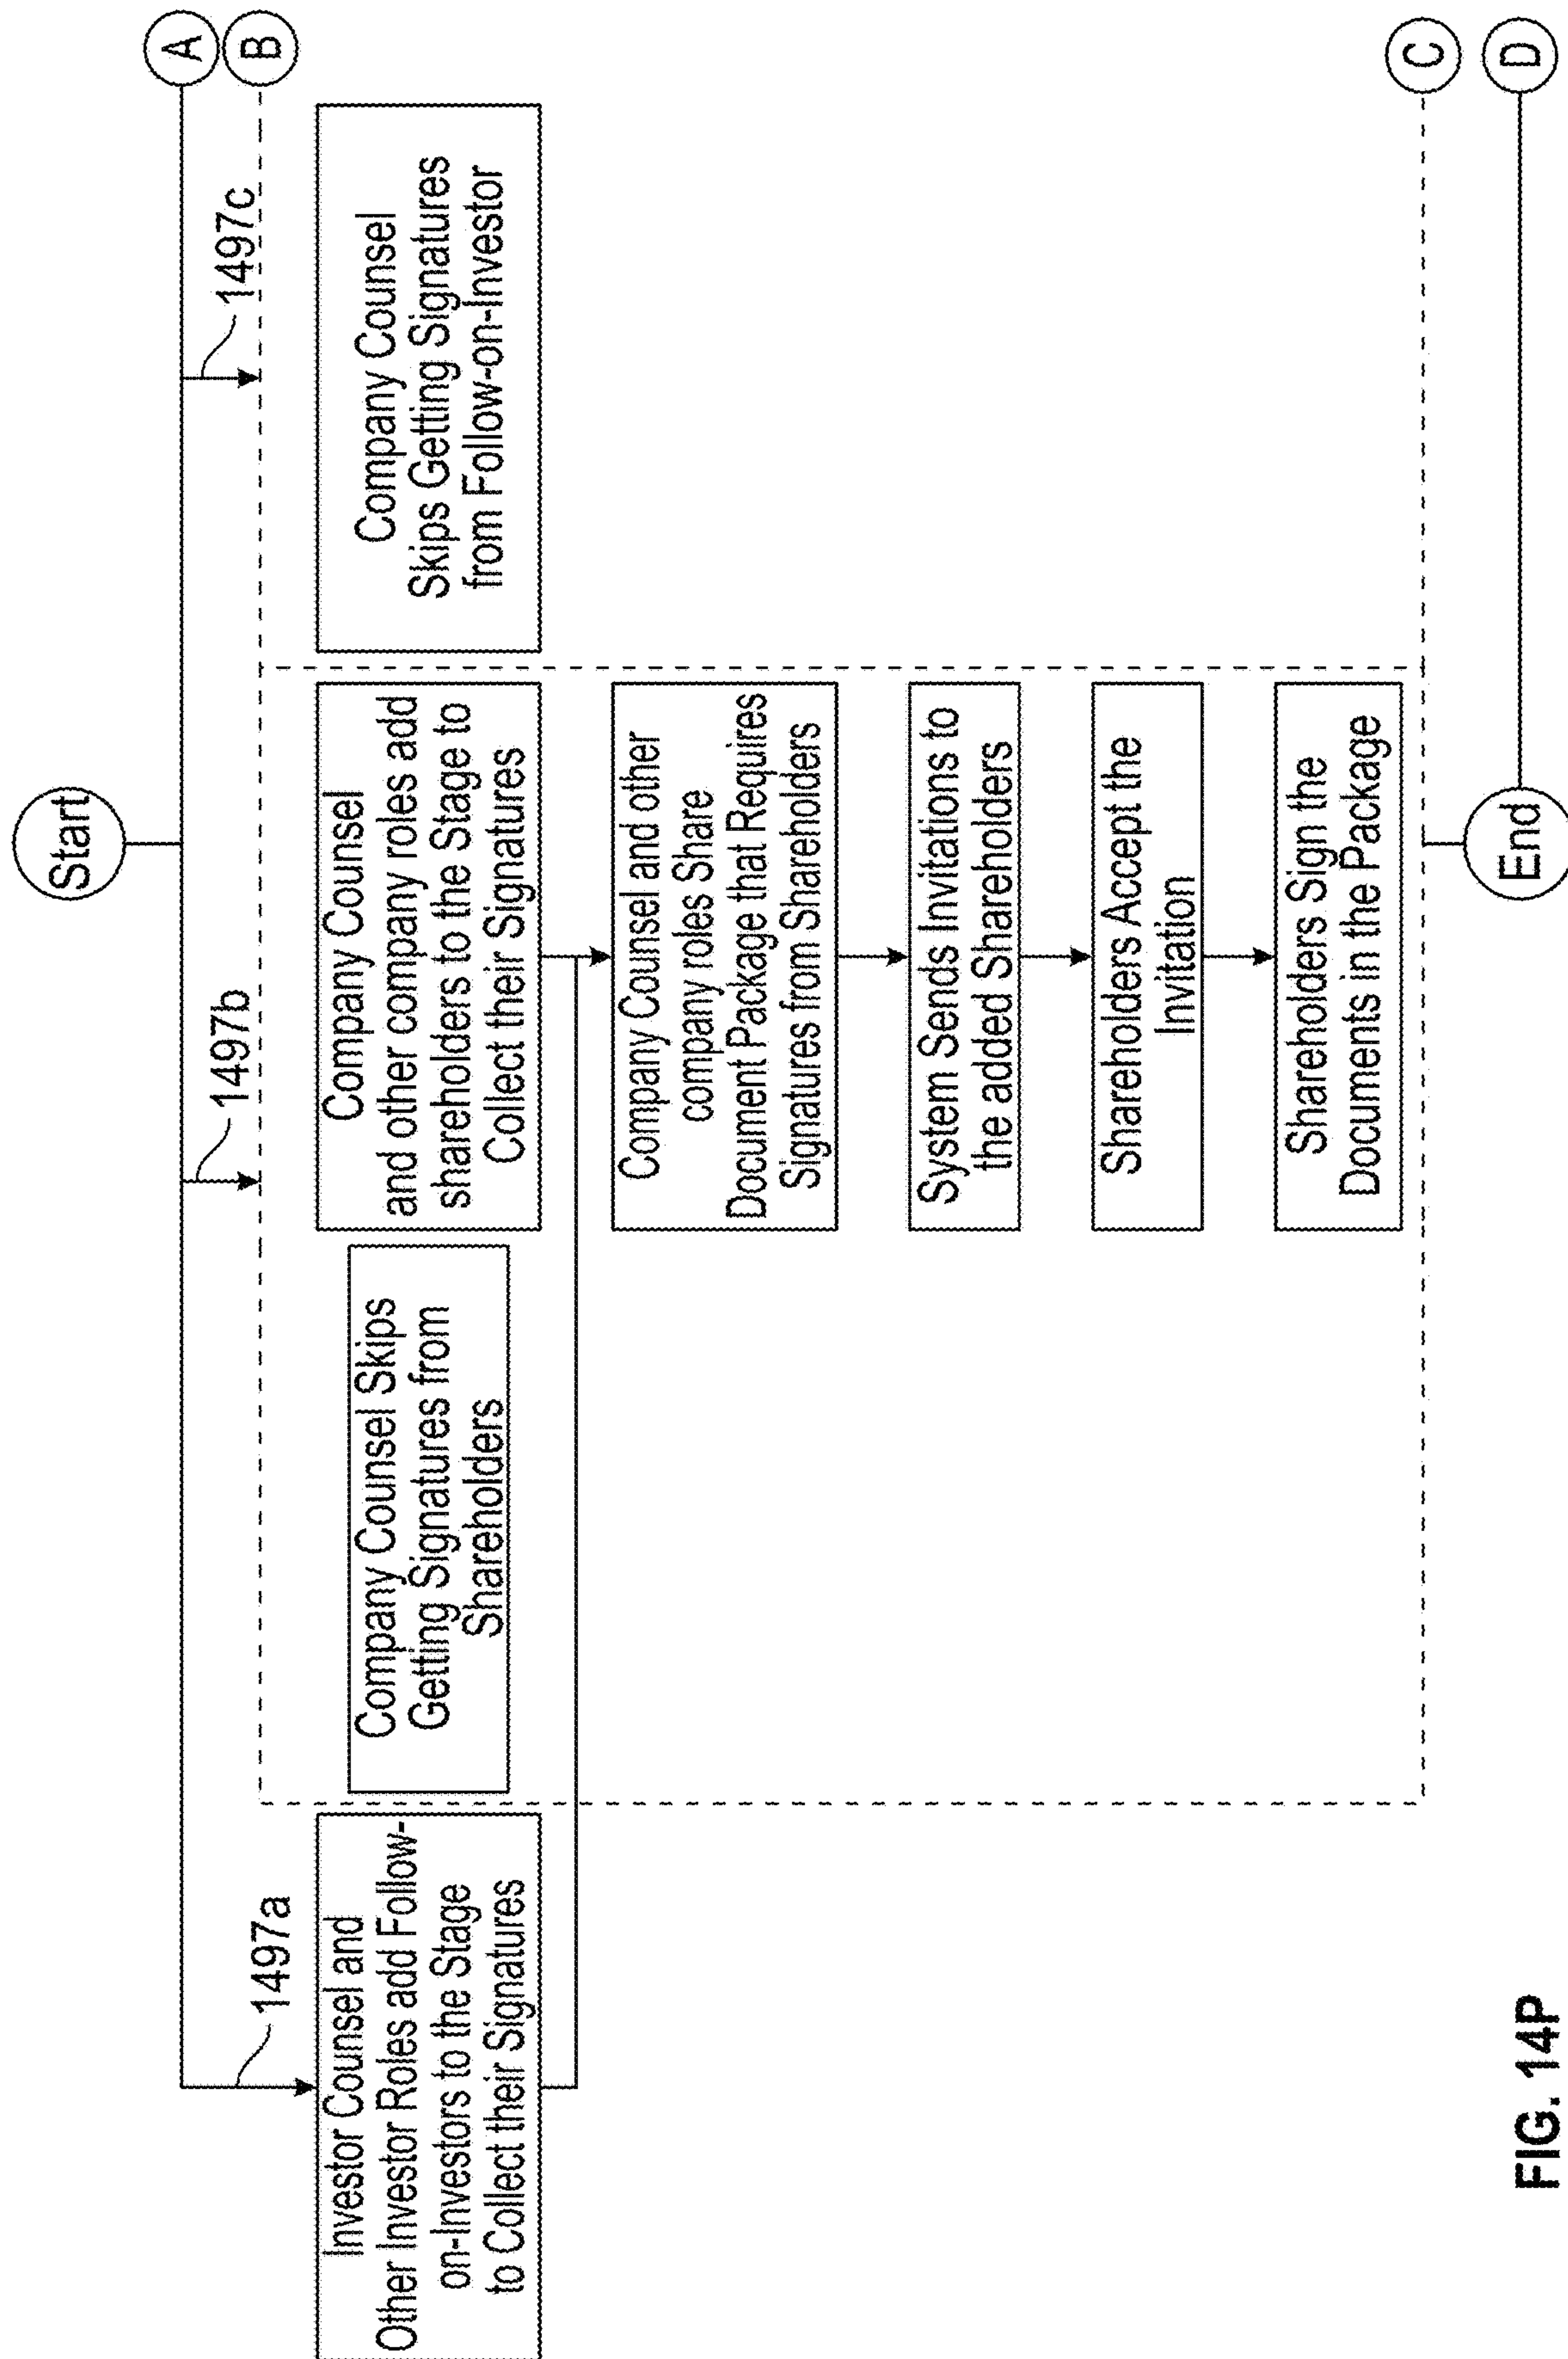 Start
A
B
1497a
1497b
1497c
Investor Counsel and
Other Investor Roles add Follow-
on-Investors to the Stage
to Collect their Signatures
Company Counsel Skips
Getting Signatures from
Shareholders
Company Counsel
and other company roles add
shareholders to the Stage to
Collect their Signatures
Company Counsel
Skips Getting Signatures
from Follow-on-Investor
Company Counsel and other
company roles Share
Document Package that Requires
Signatures from Shareholders
System Sends Invitations to
the added Shareholders
Shareholders Accept the
Invitation
Shareholders Sign the
Documents in the Package
C
End
D
FIG. 14P